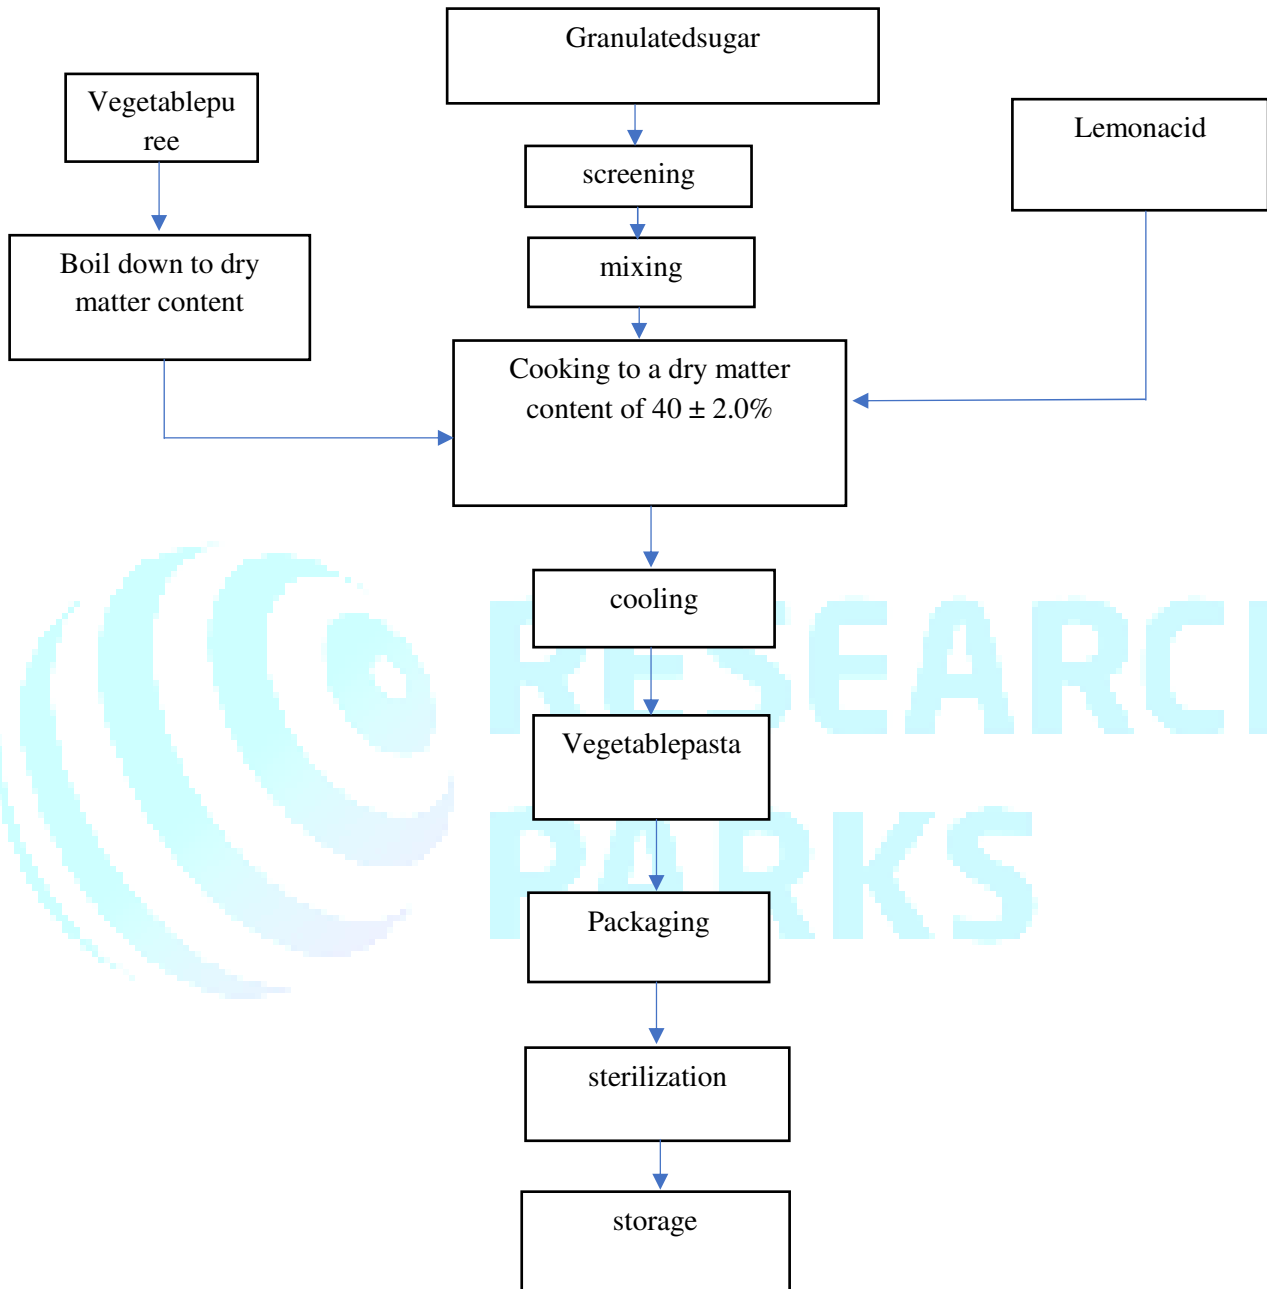 Granulatedsugar
Vegetablepu
ree
Lemonacid
screening
Boil down to dry
matter content
mixing
Cooking to a dry matter
content of 40 ± 2.0%
cooling
RESEARCH
Vegetablepasta
PARKS
Packaging
sterilization
storage